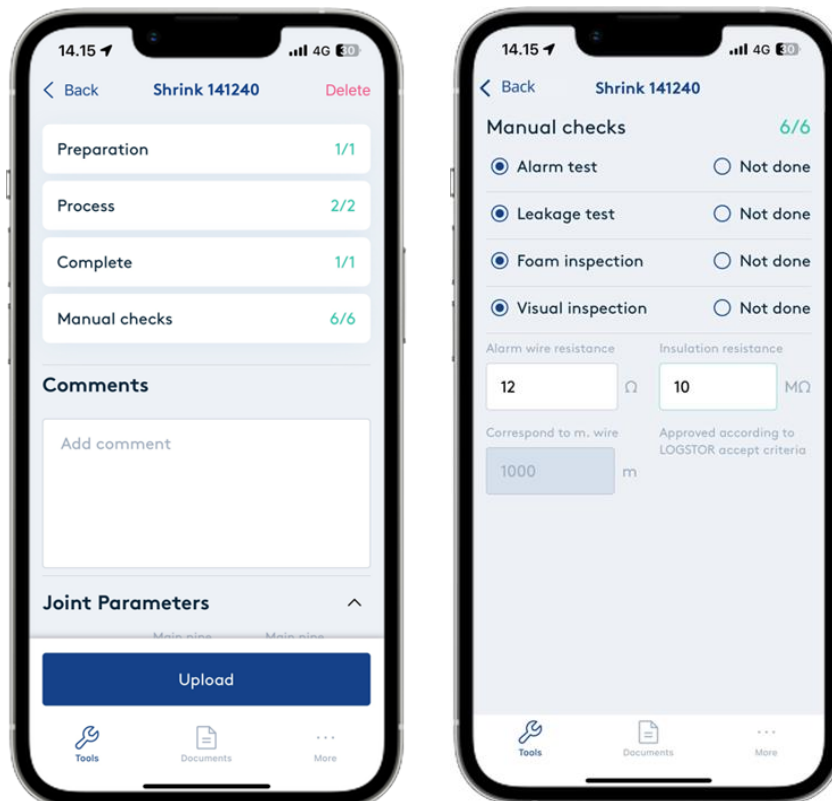 14.15 4G 30
Back Shrink 141240 Delete
Preparation 1/1
Process 2/2
Complete 1/1
Manual checks 6/6
Comments
Add comment
Joint Parameters
Main pipe Main pipe
Upload
Tools Documents More
14.15 4G 30
Back Shrink 141240
Manual checks 6/6
Alarm test Not done
Leakage test Not done
Foam inspection Not done
Visual inspection Not done
Alarm wire resistance Insulation resistance
12 Ω 10 MΩ
Correspond to m. wire Approved according to
LOGSTOR accept criteria
1000 m
Tools Documents More